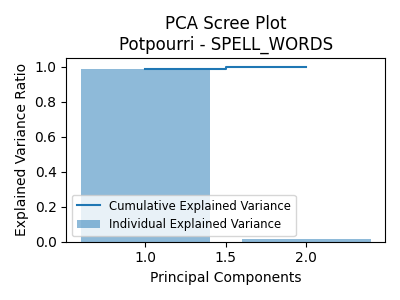 PCA Scree Plot
Potpourri - SPELL_WORDS
Explained Variance Ratio
1.0
0.8
0.6
0.4
0.2
0.0
Cumulative Explained Variance
Individual Explained Variance
1.0 1.5 2.0
Principal Components